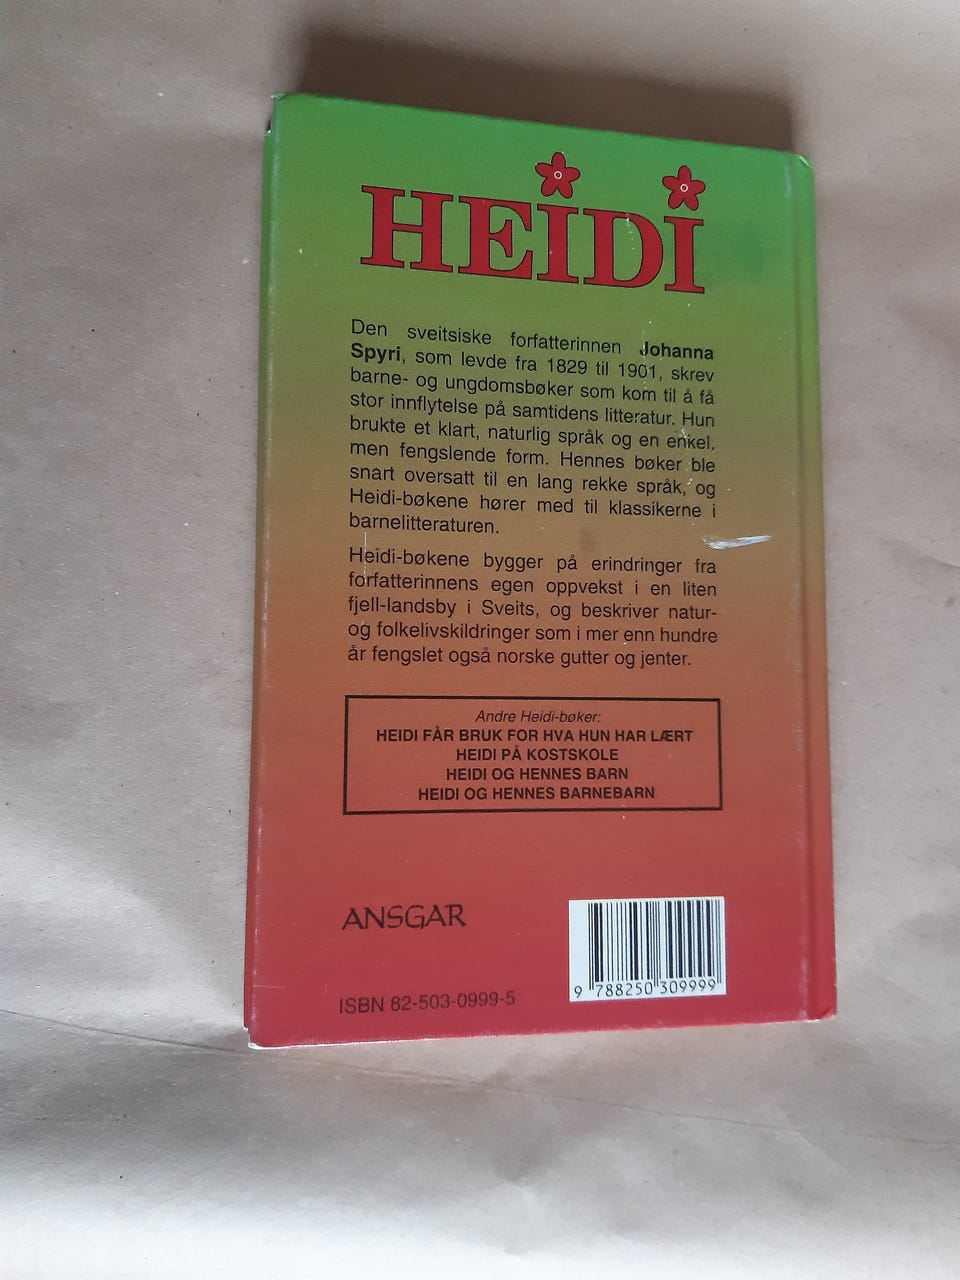 HEIDI
Den sveitsiske forfatterinnen Johanna
Spyri, som levde fra 1829 til 1901, skrev
barne- og ungdomsbøker som kom til å få
stor innflytelse på samtidens litteratur. Hun
brukte et klart, naturlig språk og en enkel,
men fengslende form. Hennes bøker ble
snart oversatt til en lang rekke språk, og
Heidi-bøkene hører med til klassikerne i
barnelitteraturen.
Heidi-bøkene bygger på erindringer fra
forfatterinnens egen oppvekst i en liten
fjell-landsby i Sveits, og beskriver natur-
og folkelivskildringer som i mer enn hundre
år fengslet også norske gutter og jenter.
Andre Heidi-bøker:
HEIDI FÅR BRUK FOR HVA HUN HAR LÆRT
HEIDI PÅ KOSTSKOLE
HEIDI OG HENNES BARN
HEIDI OG HENNES BARNEBARN
ANSGAR
ISBN 82-503-0999-5
9 788250 309999